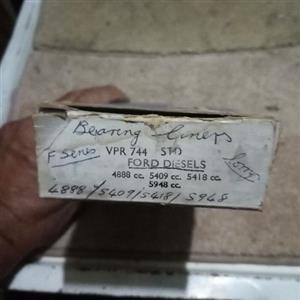 Bearing liners
F Series VPR 744 STD
FORD DIESELS
4888 cc. 5409 cc. 5418 cc.
5948 cc.
4888/5409/5418/5948